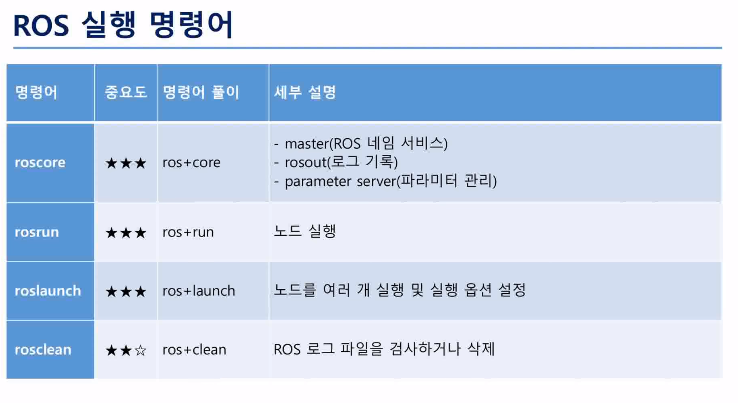 ROS 실행 명령어
명령어 중요도 명령어 풀이 세부 설명
roscore ★★★ ros+core - master(ROS 네임 서비스)
- rosout(로그 기록)
- parameter server(파라미터 관리)
rosrun ★★★ ros+run 노드 실행
roslaunch ★★★ ros+launch 노드를 여러 개 실행 및 실행 옵션 설정
rosclean ★★☆ ros+clean ROS 로그 파일을 검사하거나 삭제